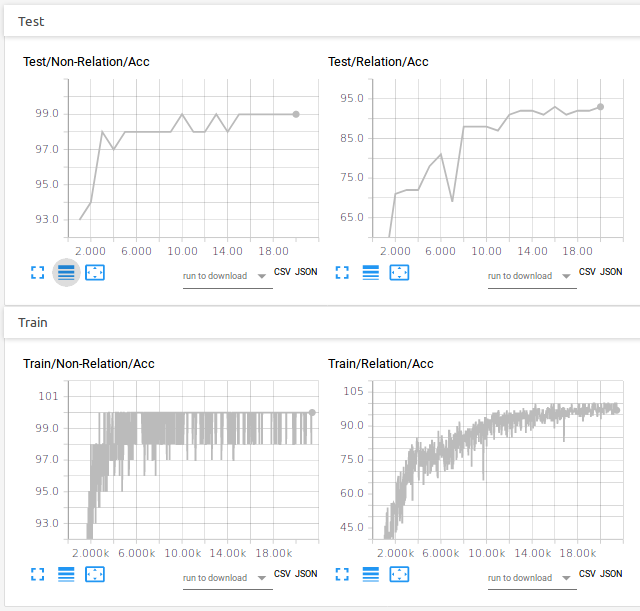 Test
Test/Non-Relation/Acc
Test/Relation/Acc
99.0
97.0
95.0
93.0
2.000 6.000 10.00 14.00 18.00
95.0
85.0
75.0
65.0
2.000 6.000 10.00 14.00 18.00
run to download CSV JSON
run to download CSV JSON
Train
Train/Non-Relation/Acc
Train/Relation/Acc
101
99.0
97.0
95.0
93.0
2.000k 6.000k 10.00k 14.00k 18.00k
105
90.0
75.0
60.0
45.0
2.000k 6.000k 10.00k 14.00k 18.00k
run to download CSV JSON
run to download CSV JSON